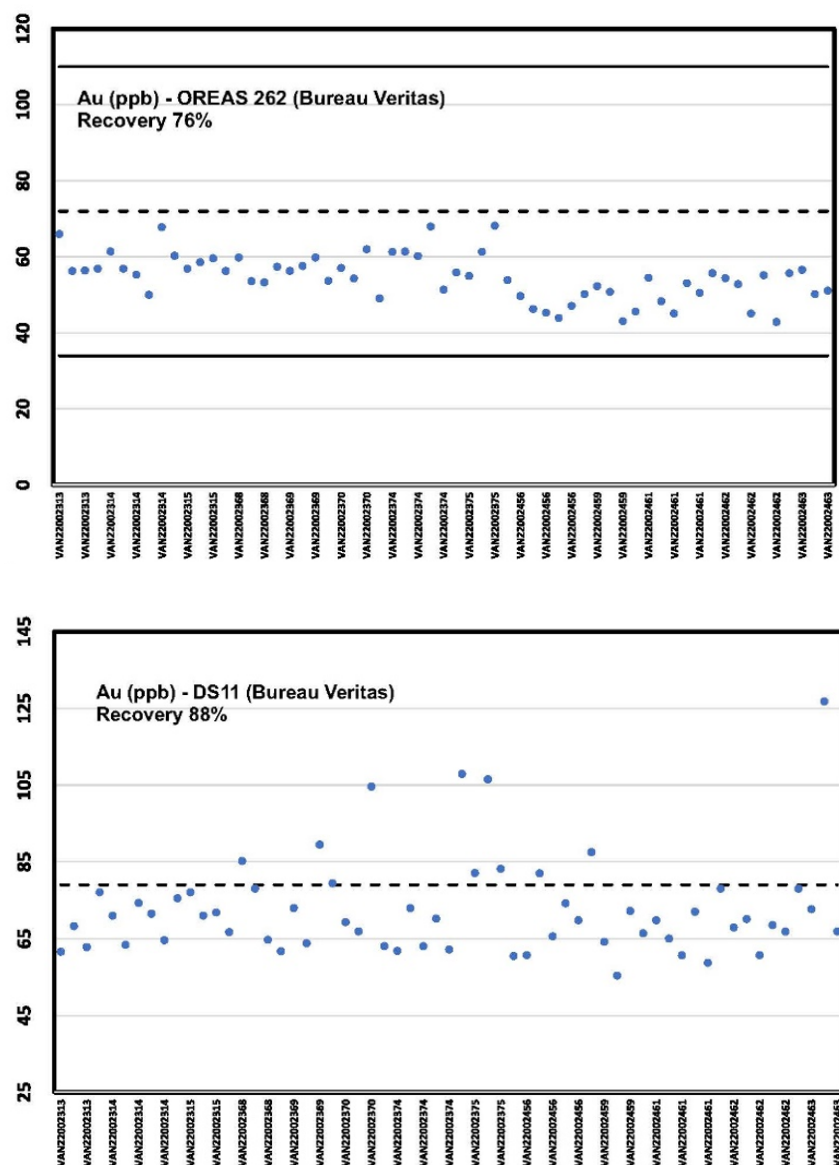 120
100
80
60
40
20
0
Au (ppb) - OREAS 262 (Bureau Veritas)
Recovery 76%
VAN22002313
VAN22002313
VAN22002314
VAN22002314
VAN22002314
VAN22002315
VAN22002315
VAN22002368
VAN22002368
VAN22002369
VAN22002369
VAN22002370
VAN22002370
VAN22002374
VAN22002374
VAN22002374
VAN22002375
VAN22002375
VAN22002456
VAN22002456
VAN22002456
VAN22002459
VAN22002459
VAN22002461
VAN22002461
VAN22002461
VAN22002462
VAN22002462
VAN22002462
VAN22002463
VAN22002463
145
125
105
85
65
45
25
Au (ppb) - DS11 (Bureau Veritas)
Recovery 88%
VAN22002313
VAN22002313
VAN22002314
VAN22002314
VAN22002314
VAN22002315
VAN22002315
VAN22002368
VAN22002368
VAN22002369
VAN22002369
VAN22002370
VAN22002370
VAN22002374
VAN22002374
VAN22002374
VAN22002375
VAN22002375
VAN22002456
VAN22002456
VAN22002456
VAN22002459
VAN22002459
VAN22002461
VAN22002461
VAN22002461
VAN22002462
VAN22002462
VAN22002462
VAN22002463
VAN22002463